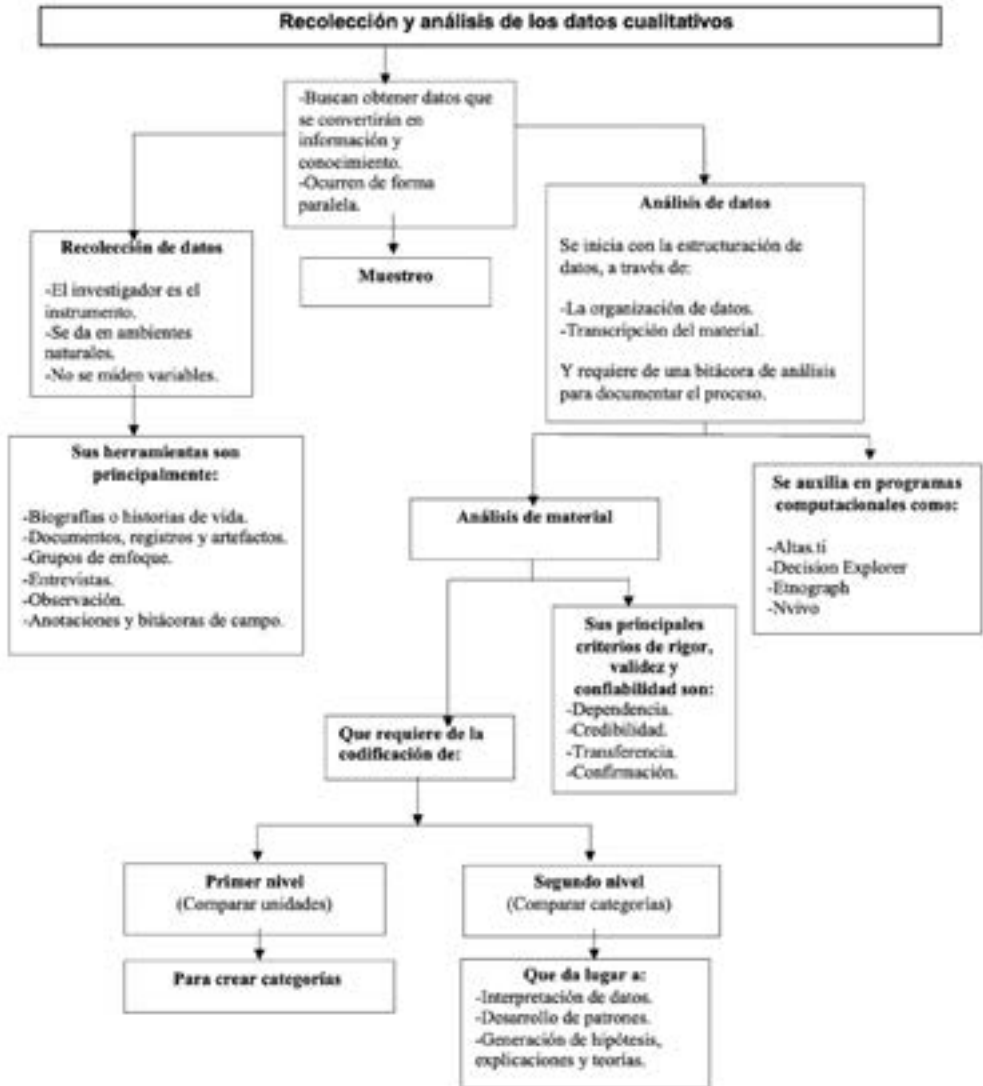 Recolección y análisis de los datos cualitativos
-Buscan obtener datos que
se convertirán en
información y
conocimiento.
-Ocurren de forma
paralela.
Muestreo
Recolección de datos
-El investigador es el
instrumento.
-Se da en ambientes
naturales.
-No se miden variables.
Sus herramientas son
principalmente:
-Biografías o historias de vida.
-Documentos, registros y artefactos.
-Grupos de enfoque.
-Entrevistas.
-Observación.
-Anotaciones y bitácoras de campo.
Análisis de datos
Se inicia con la estructuración de
datos, a través de:
-La organización de datos.
-Transcripción del material.
Y requiere de una bitácora de análisis
para documentar el proceso.
Análisis de material
Se auxilia en programas
computacionales como:
-Altas.ti
-Decision Explorer
-Etnograph
-Nvivo
Sus principales
criterios de rigor,
validez y
confiabilidad son:
-Dependencia.
-Credibilidad.
-Transferencia.
-Confirmación.
Que requiere de la
codificación de:
Primer nivel
(Comparar unidades)
Para crear categorías
Segundo nivel
(Comparar categorías)
Que da lugar a:
-Interpretación de datos.
-Desarrollo de patrones.
-Generación de hipótesis,
explicaciones y teorías.